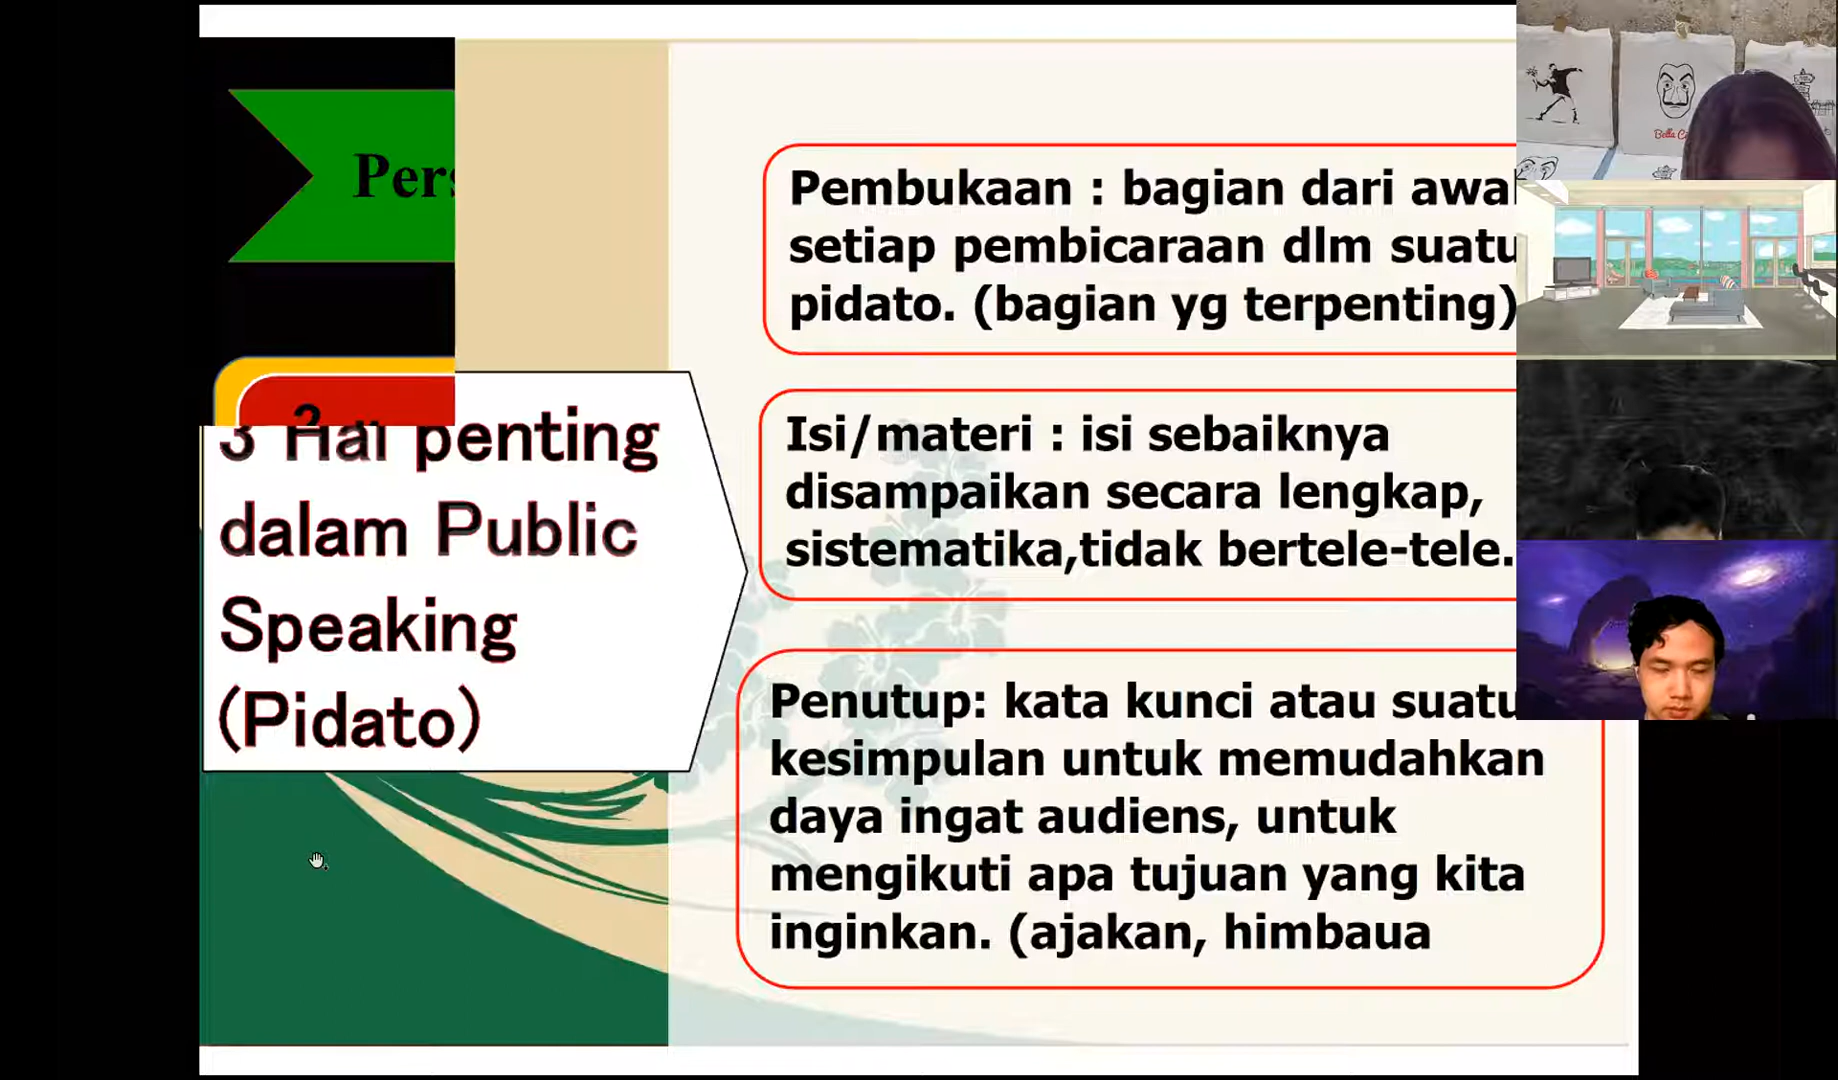 3 Hal penting
dalam Public
Speaking
(Pidato)
Pembukaan : bagian dari awal
setiap pembicaraan dlm suatu
pidato. (bagian yg terpenting)
Isi/materi : isi sebaiknya
disampaikan secara lengkap,
sistematika,tidak bertele-tele.
Penutup: kata kunci atau suatu
kesimpulan untuk memudahkan
daya ingat audiens, untuk
mengikuti apa tujuan yang kita
inginkan. (ajakan, himbaua
Bella